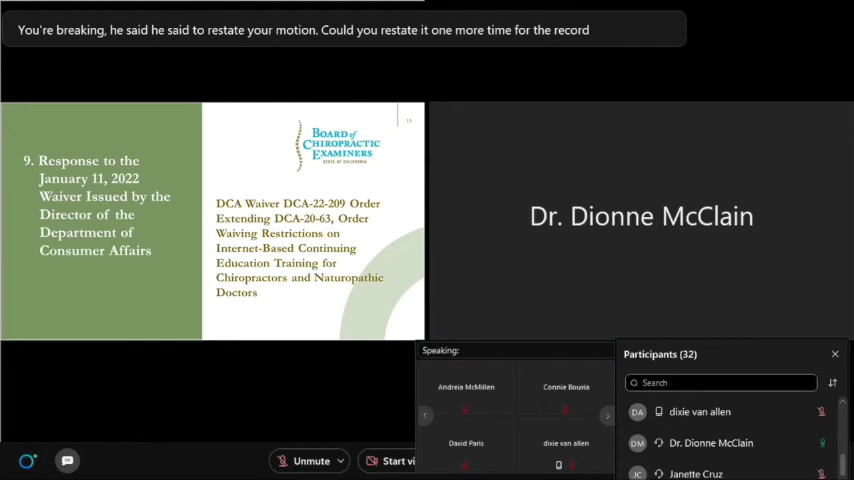 You're breaking, he said he said to restate your motion. Could you restate it one more time for the record
9. Response to the
January 11, 2022
Waiver Issued by the
Director of the
Department of
Consumer Affairs
15
BOARD of
CHIROPRACTIC
EXAMINERS
STATE OF CALIFORNIA
DCA Waiver DCA-22-209 Order
Extending DCA-20-63, Order
Waiving Restrictions on
Internet-Based Continuing
Education Training for
Chiropractors and Naturopathic
Doctors
Dr. Dionne McClain
Speaking:
Andreia McMillen
Connie Bouvia
David Paris
dixie van allen
Participants (32)
Search
DA dixie van allen
DM Dr. Dionne McClain
JC Janette Cruz
Unmute
Start vi